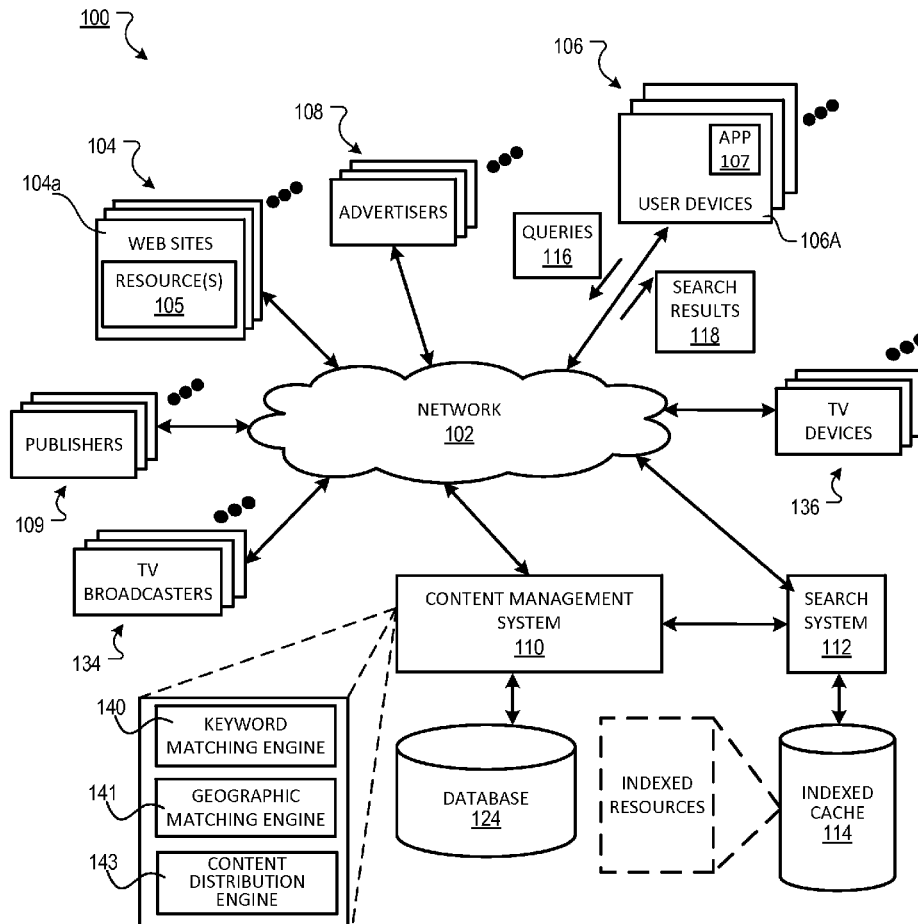 100
106
108
104
104a
APP
107
USER DEVICES
106A
ADVERTISERS
WEB SITES
RESOURCE(S)
105
QUERIES
116
SEARCH
RESULTS
118
NETWORK
102
PUBLISHERS
109
TV
DEVICES
136
TV
BROADCASTERS
134
CONTENT MANAGEMENT
SYSTEM
110
SEARCH
SYSTEM
112
140
KEYWORD
MATCHING ENGINE
141
GEOGRAPHIC
MATCHING ENGINE
143
CONTENT
DISTRIBUTION
ENGINE
DATABASE
124
INDEXED
RESOURCES
INDEXED
CACHE
114